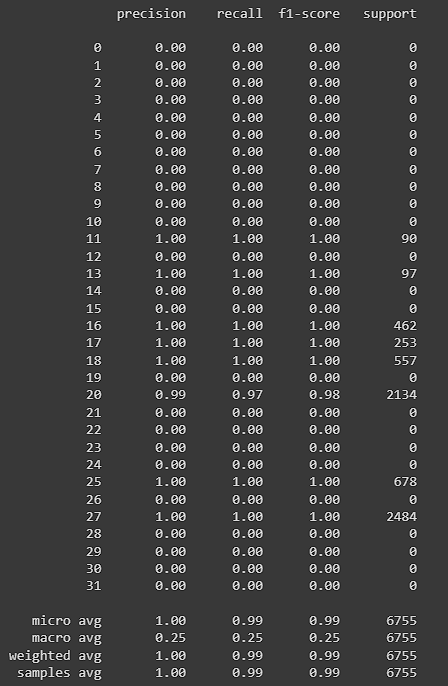 precision recall f1-score support
0 0.00 0.00 0.00 0
1 0.00 0.00 0.00 0
2 0.00 0.00 0.00 0
3 0.00 0.00 0.00 0
4 0.00 0.00 0.00 0
5 0.00 0.00 0.00 0
6 0.00 0.00 0.00 0
7 0.00 0.00 0.00 0
8 0.00 0.00 0.00 0
9 0.00 0.00 0.00 0
10 0.00 0.00 0.00 0
11 1.00 1.00 1.00 90
12 0.00 0.00 0.00 0
13 1.00 1.00 1.00 97
14 0.00 0.00 0.00 0
15 0.00 0.00 0.00 0
16 1.00 1.00 1.00 462
17 1.00 1.00 1.00 253
18 1.00 1.00 1.00 557
19 0.00 0.00 0.00 0
20 0.99 0.97 0.98 2134
21 0.00 0.00 0.00 0
22 0.00 0.00 0.00 0
23 0.00 0.00 0.00 0
24 0.00 0.00 0.00 0
25 1.00 1.00 1.00 678
26 0.00 0.00 0.00 0
27 1.00 1.00 1.00 2484
28 0.00 0.00 0.00 0
29 0.00 0.00 0.00 0
30 0.00 0.00 0.00 0
31 0.00 0.00 0.00 0
micro avg 1.00 0.99 0.99 6755
macro avg 0.25 0.25 0.25 6755
weighted avg 1.00 0.99 0.99 6755
samples avg 1.00 0.99 0.99 6755